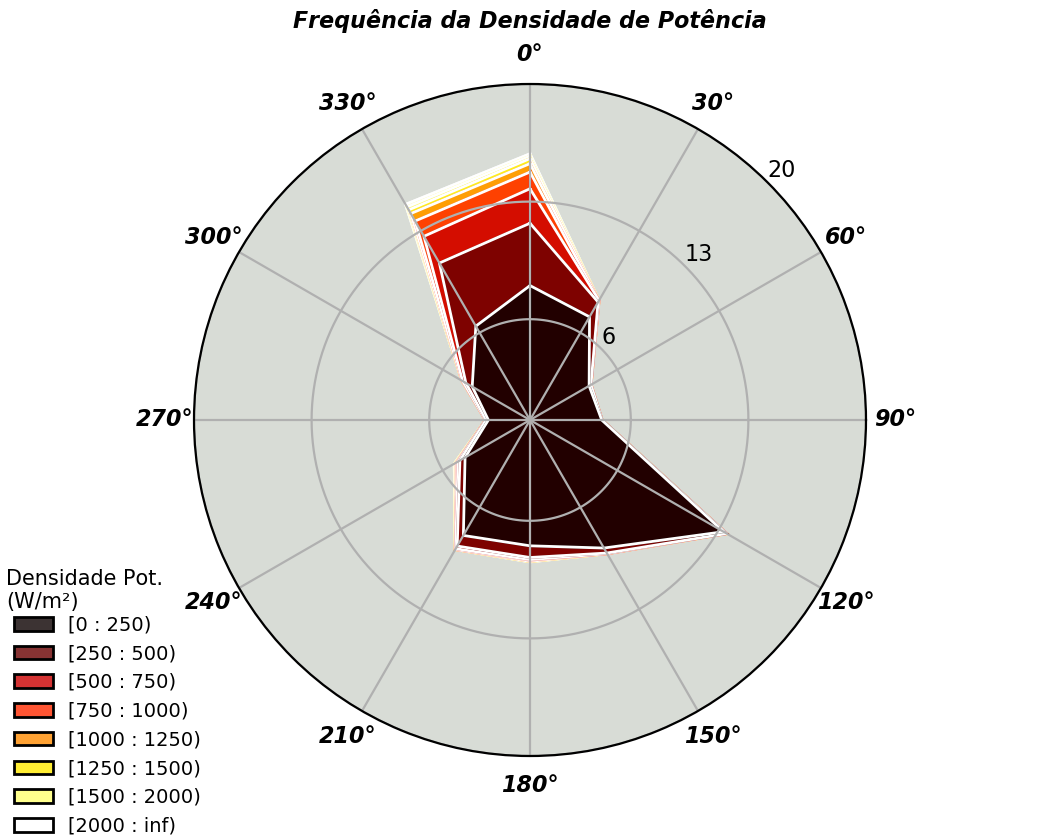 Frequência da Densidade de Potência
0°
330°
30°
20
300°
60°
13
6
270°
90°
240°
120°
210°
150°
180°
Densidade Pot.
(W/m²)
[0 : 250)
[250 : 500)
[500 : 750)
[750 : 1000)
[1000 : 1250)
[1250 : 1500)
[1500 : 2000)
[2000 : inf)